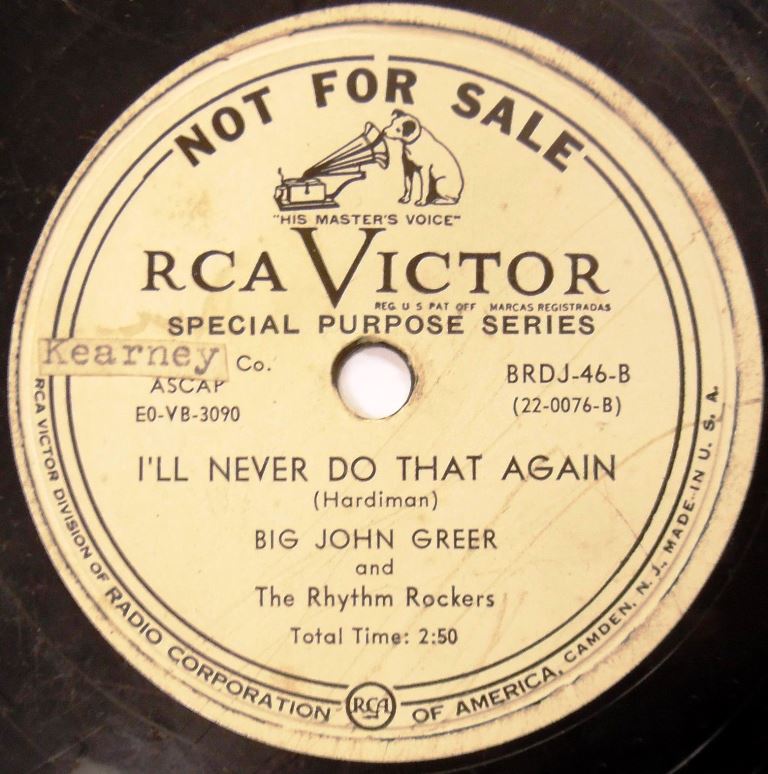 NOT FOR SALE
"HIS MASTER'S VOICE"
RCA VICTOR
REG. U S PAT OFF MARCAS REGISTRADAS
SPECIAL PURPOSE SERIES
Kearney Co.
ASCAP
E0-VB-3090
BRDJ-46-B
(22-0076-B)
I'LL NEVER DO THAT AGAIN
(Hardiman)
BIG JOHN GREER
and
The Rhythm Rockers
Total Time: 2:50
RCA VICTOR DIVISION OF RADIO CORPORATION RCA OF AMERICA, CAMDEN, N. J., MADE IN U. S. A.